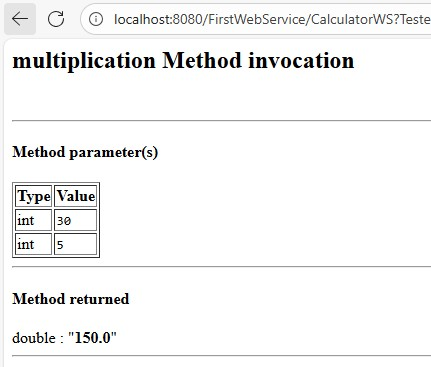 localhost:8080/FirstWebService/CalculatorWS?Teste
multiplication Method invocation
Method parameter(s)
Type Value
int 30
int 5
Method returned
double : "150.0"